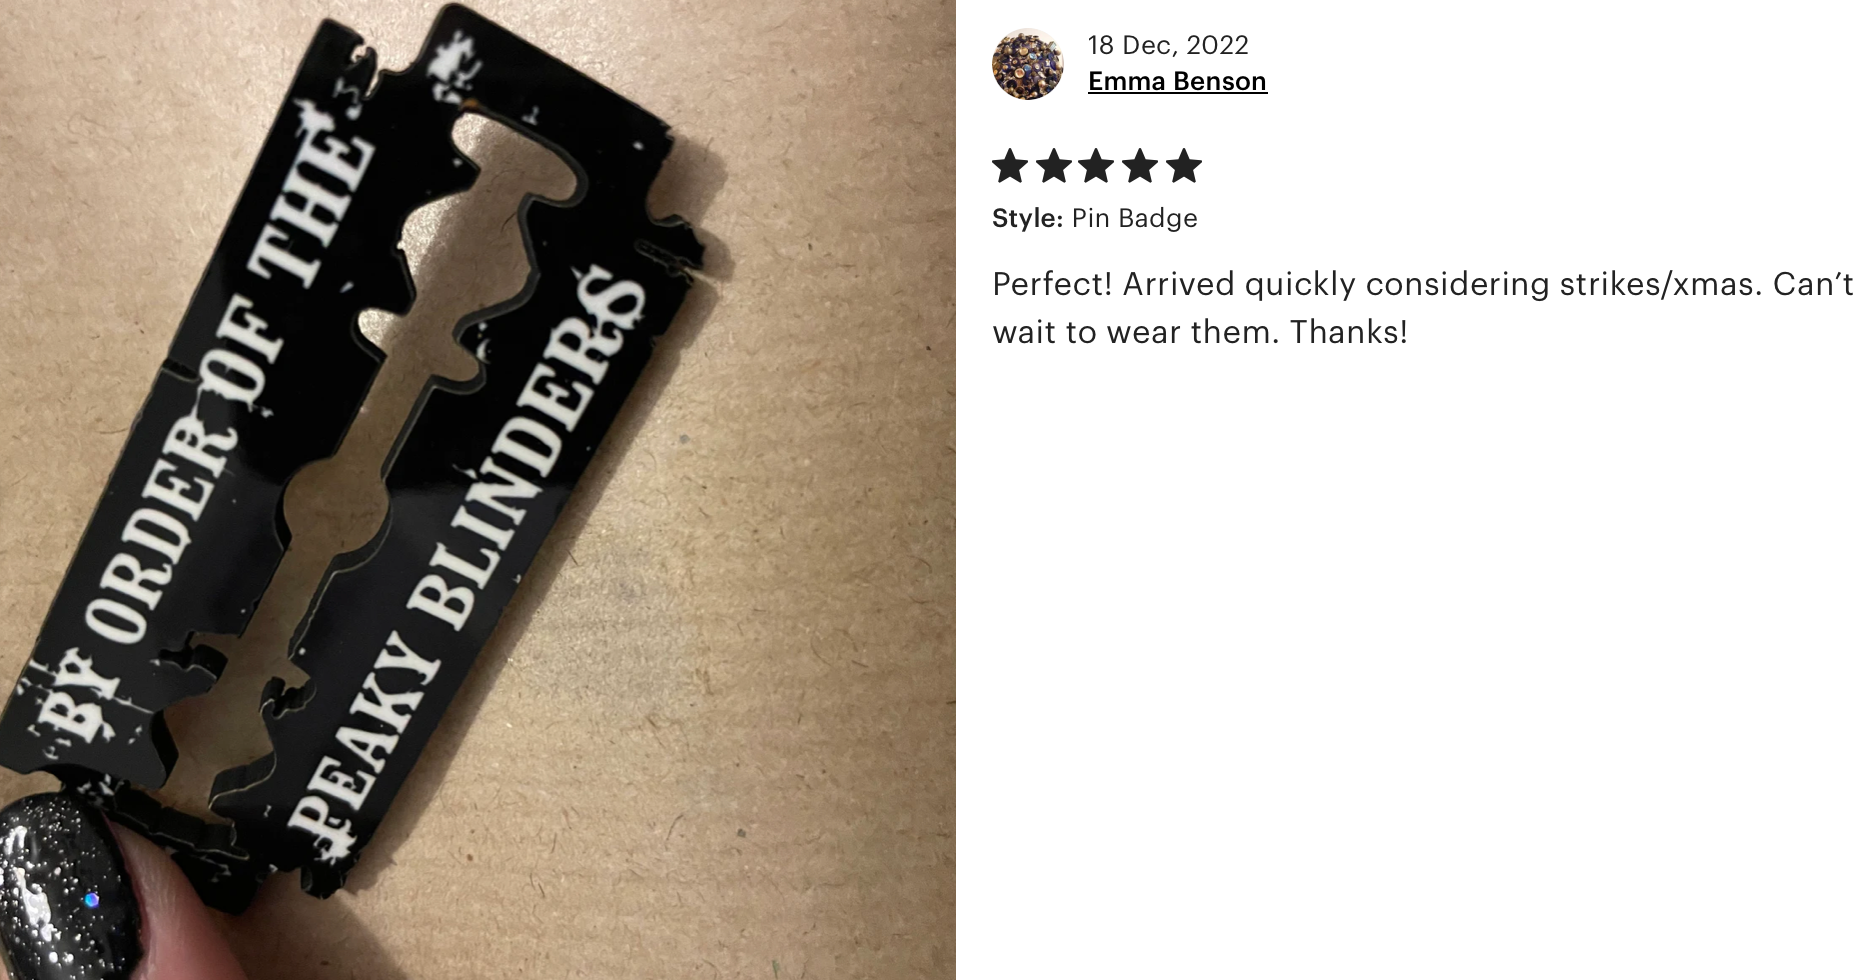 BY ORDER OF THE
PEAKY BLINDERS
18 Dec, 2022
Emma Benson
Style: Pin Badge
Perfect! Arrived quickly considering strikes/xmas. Can’t
wait to wear them. Thanks!